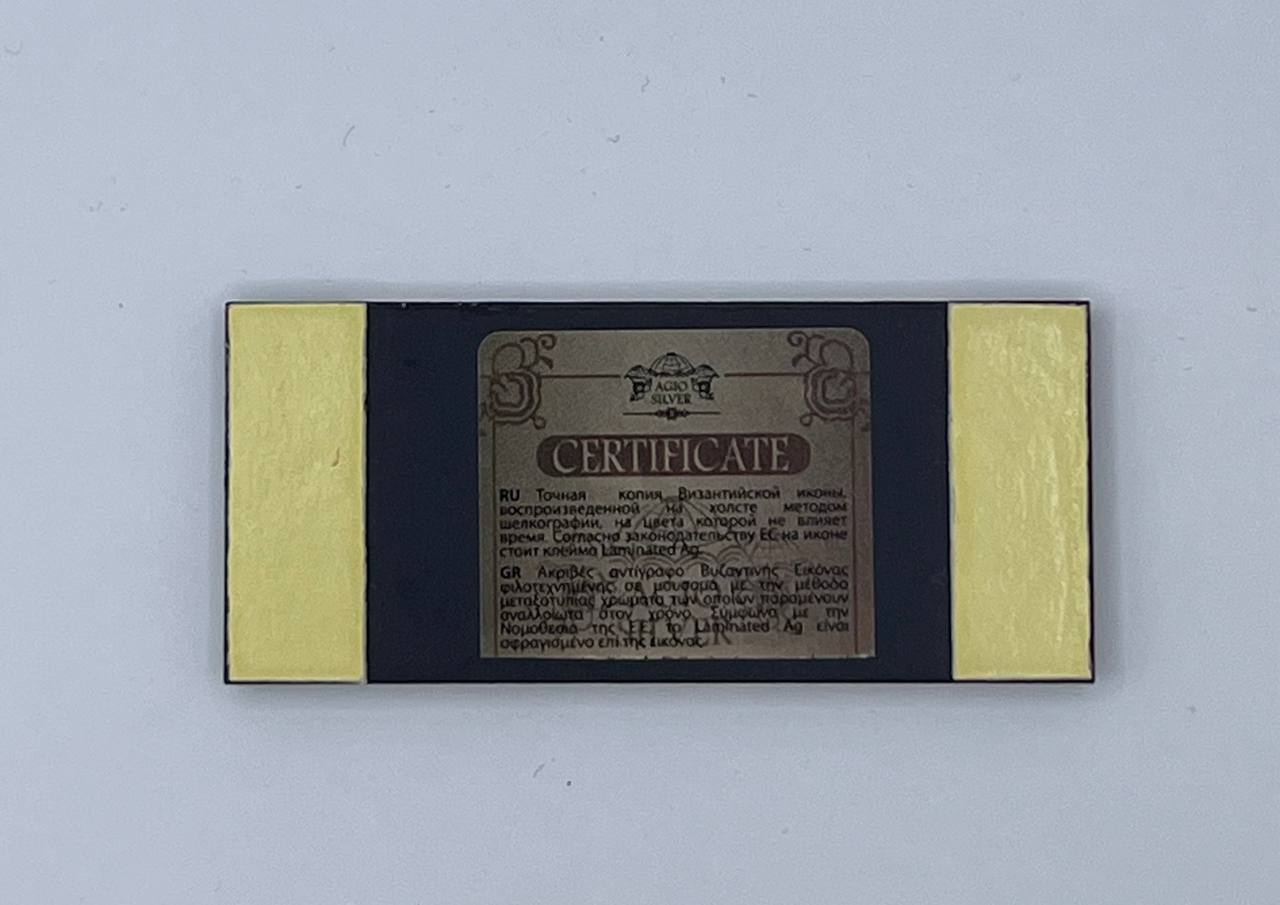 AGIO
SILVER
CERTIFICATE
RU Точная копия Византийской иконы,
воспроизведенной на холсте методом
шелкографии, на цвета которой не влияет
время. Согласно законодательству ЕС на иконе
стоит клеймо Laminated Ag.
GR Ακριβές αντίγραφο Βυζαντινής Εικόνας
φιλοτεχνημένης σε μουσαμά με την μέθοδο
μεταξοτυπίας χρώματα των οποίων παραμένουν
αναλλοίωτα στον χρόνο. Σύμφωνα με την
Νομοθεσία της ΕΕ το Laminated Ag είναι
σφραγισμένο επί της Εικόνας.